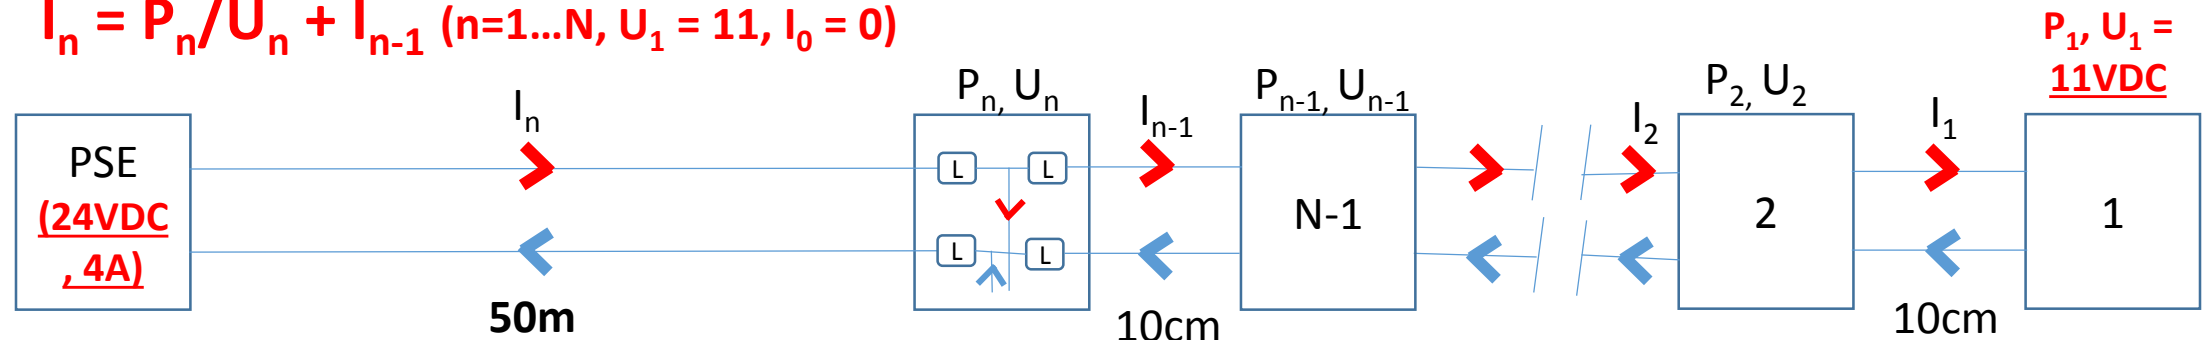 Iₙ = Pₙ/Uₙ + Iₙ₋₁ (n=1...N, U₁ = 11, I₀ = 0)
P₁, U₁ =
11VDC
Pₙ, Uₙ
Pₙ₋₁, Uₙ₋₁
P₂, U₂
Iₙ
Iₙ₋₁
I₂
I₁
PSE
(24VDC
, 4A)
L
L
L
L
N-1
2
1
50m
10cm
10cm